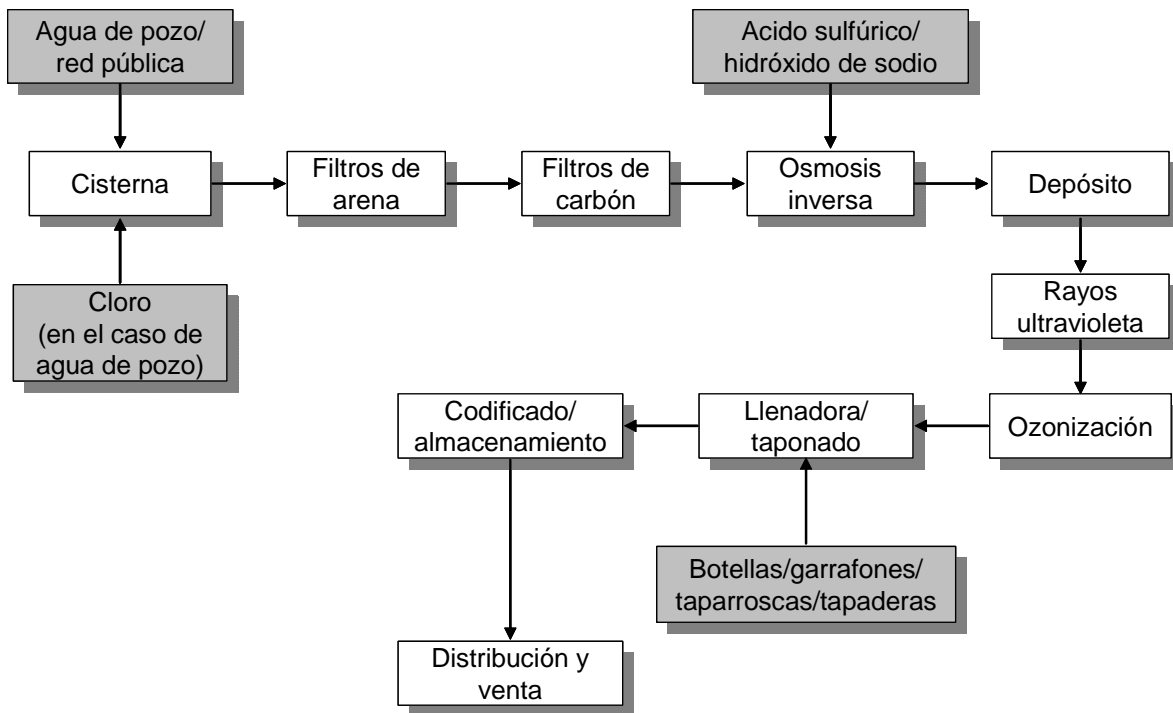 Agua de pozo/
red pública
Acido sulfúrico/
hidróxido de sodio
Cisterna
Filtros de
arena
Filtros de
carbón
Osmosis
inversa
Depósito
Cloro
(en el caso de
agua de pozo)
Rayos
ultravioleta
Codificado/
almacenamiento
Llenadora/
taponado
Ozonización
Botellas/garrafones/
taparroscas/tapaderas
Distribución y
venta